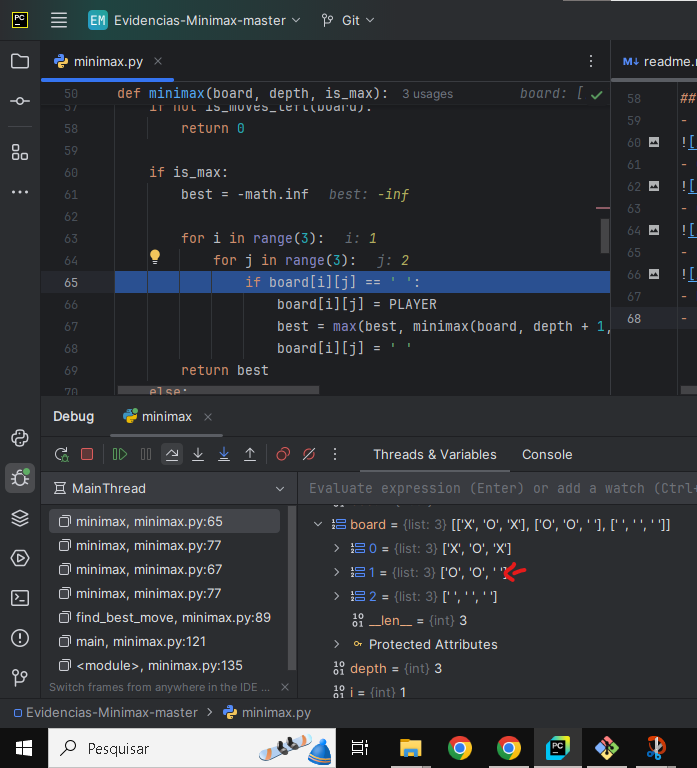 PC
EM Evidencias-Minimax-master Git
minimax.py
M↓ readme.
50 def minimax(board, depth, is_max): 3 usages board: [
57 if not is_moves_left(board):
58 return 0
59
60 if is_max:
61 best = -math.inf best: -inf
62
63 for i in range(3): i: 1
64 for j in range(3): j: 2
65 if board[i][j] == ' ':
66 board[i][j] = PLAYER
67 best = max(best, minimax(board, depth + 1,
68 board[i][j] = ' '
69 return best
70 else:
58 ##
59 -
60 ![
61 -
62 ![
63 -
64 ![
65 -
66 ![
67 -
68 -
Debug minimax
Threads & Variables Console
MainThread
minimax, minimax.py:65
minimax, minimax.py:77
minimax, minimax.py:67
minimax, minimax.py:77
find_best_move, minimax.py:89
main, minimax.py:121
<module>, minimax.py:135
Switch frames from anywhere in the IDE ...
Evaluate expression (Enter) or add a watch (Ctrl+
board = {list: 3} [['X', 'O', 'X'], ['O', 'O', ' '], [' ', ' ', ' ']]
0 = {list: 3} ['X', 'O', 'X']
1 = {list: 3} ['O', 'O', ' ']
2 = {list: 3} [' ', ' ', ' ']
__len__ = {int} 3
Protected Attributes
depth = {int} 3
i = {int} 1
Evidencias-Minimax-master > minimax.py
Pesquisar
PC